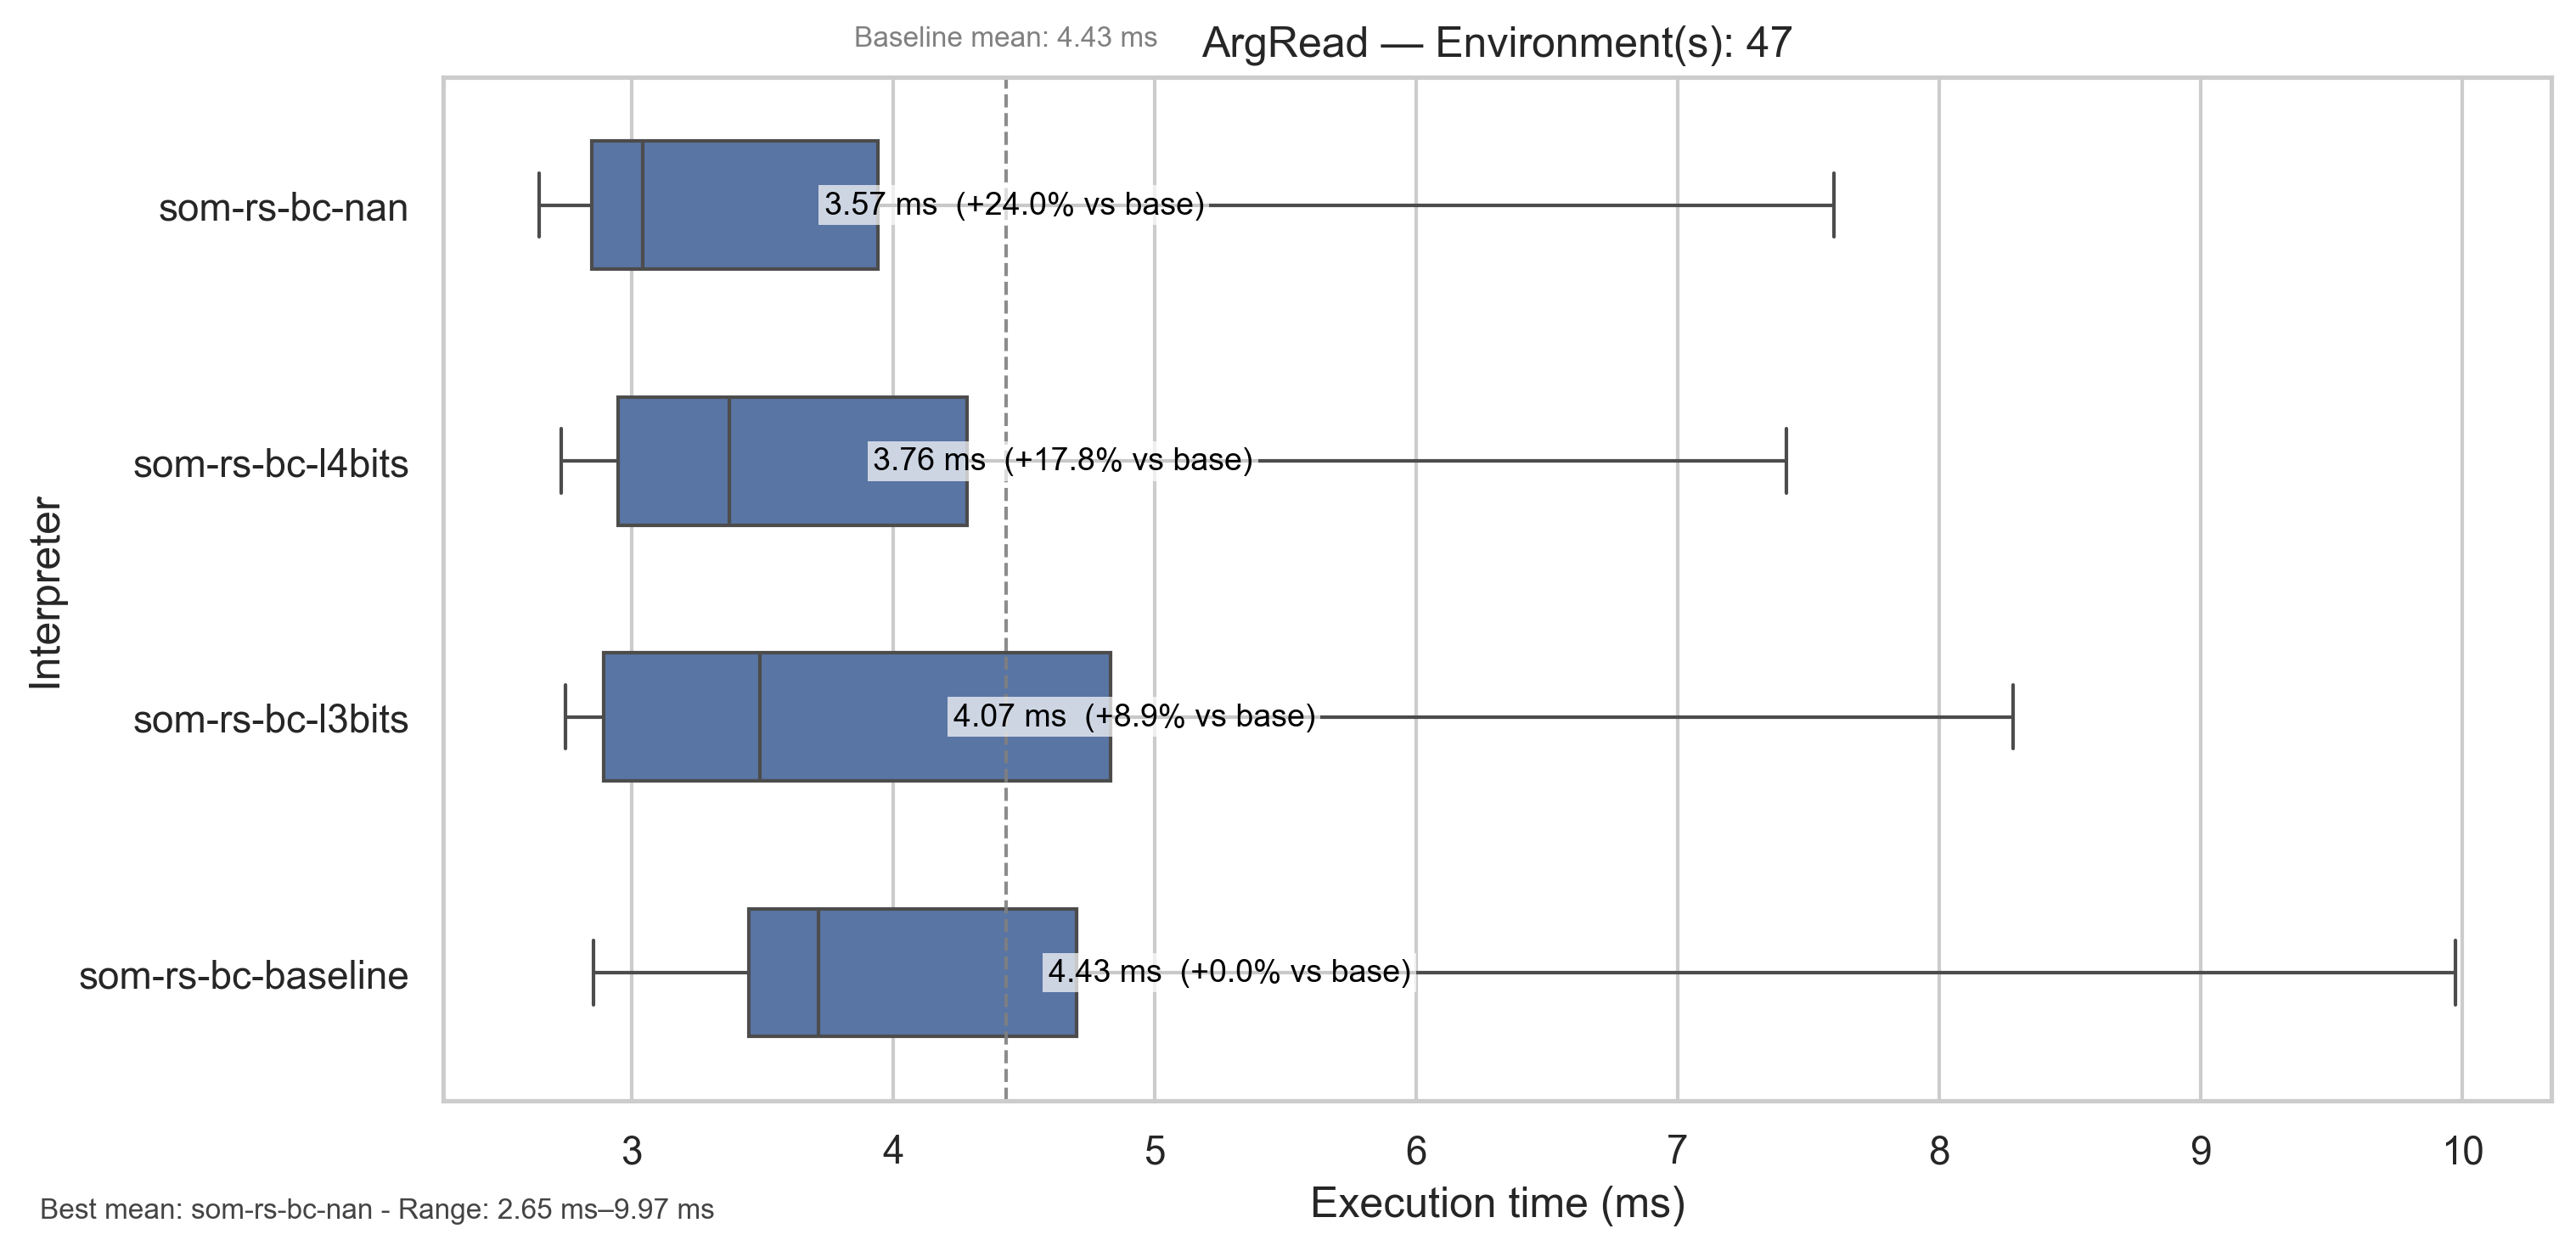 Baseline mean: 4.43 ms
ArgRead — Environment(s): 47
Interpreter
som-rs-bc-nan
3.57 ms (+24.0% vs base)
som-rs-bc-l4bits
3.76 ms (+17.8% vs base)
som-rs-bc-l3bits
4.07 ms (+8.9% vs base)
som-rs-bc-baseline
4.43 ms (+0.0% vs base)
3 4 5 6 7 8 9 10
Execution time (ms)
Best mean: som-rs-bc-nan - Range: 2.65 ms–9.97 ms